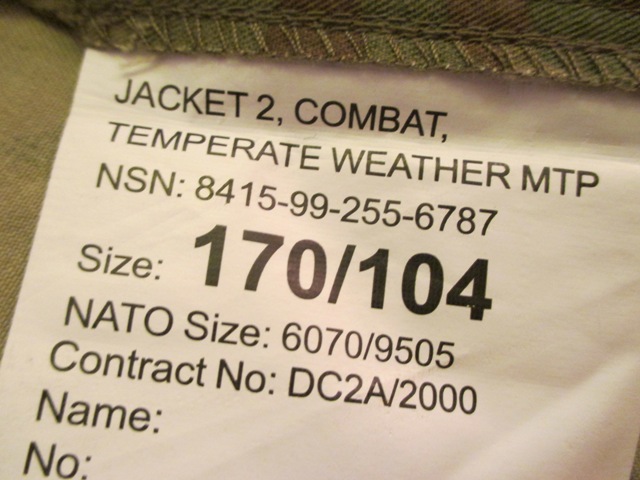 JACKET 2, COMBAT,
TEMPERATE WEATHER MTP
NSN: 8415-99-255-6787
Size: 170/104
NATO Size: 6070/9505
Contract No: DC2A/2000
Name:
No: